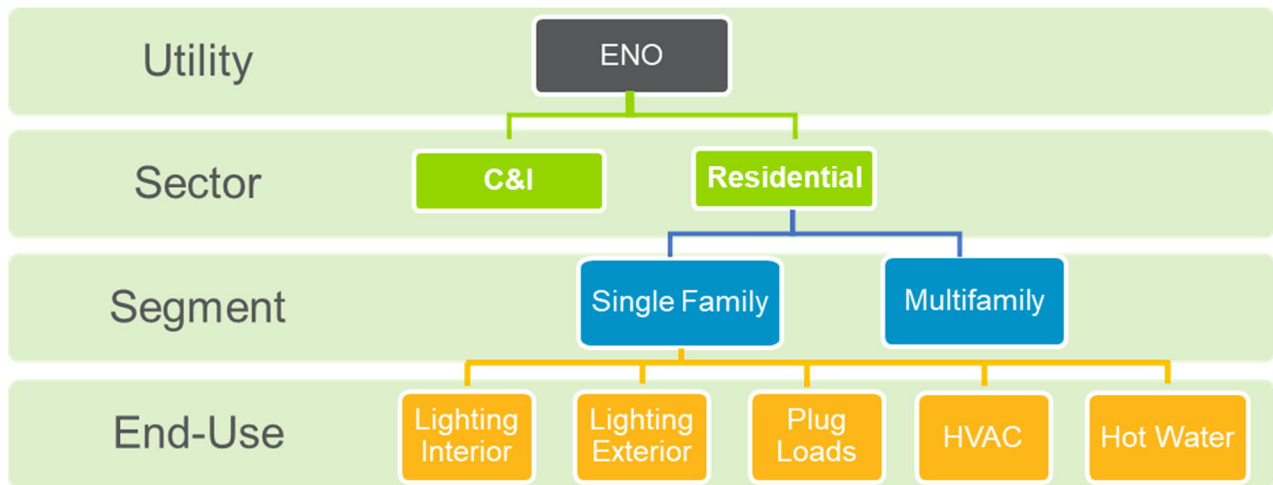 Utility
ENO
Sector
C&I
Residential
Segment
Single Family
Multifamily
End-Use
Lighting
Interior
Lighting
Exterior
Plug
Loads
HVAC
Hot Water